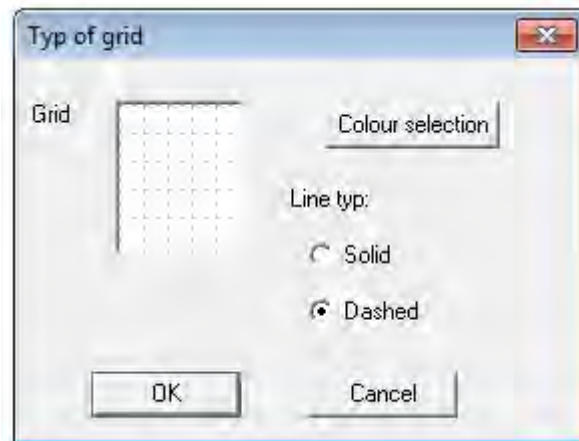 Typ of grid
Grid
Colour selection
Line typ:
Solid
Dashed
OK
Cancel